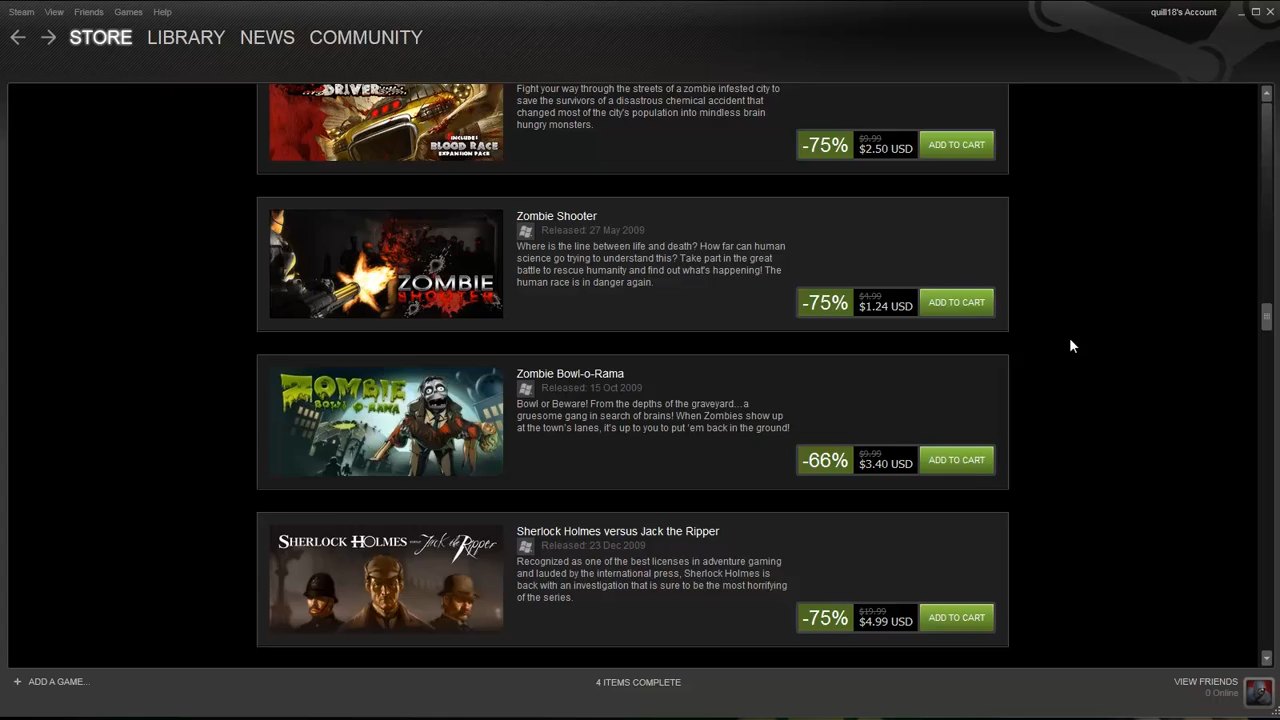 Steam View Friends Games Help
quill18's Account
STORE LIBRARY NEWS COMMUNITY
DRIVER
INCLUDES
BLOOD RACE
EXPANSION PACK
Fight your way through the streets of a zombie infested city to
save the survivors of a disastrous chemical accident that
changed most of the city's population into mindless brain
hungry monsters.
-75%
$9.99
$2.50 USD
ADD TO CART
ZOMBIE
SHOOTER
Zombie Shooter
Released: 27 May 2009
Where is the line between life and death? How far can human
science go trying to understand this? Take part in the great
battle to rescue humanity and find out what's happening! The
human race is in danger again.
-75%
$4.99
$1.24 USD
ADD TO CART
ZOMBIE
BOWL-O-RAMA
Zombie Bowl-o-Rama
Released: 15 Oct 2009
Bowl or Beware! From the depths of the graveyard...a
gruesome gang in search of brains! When Zombies show up
at the town's lanes, it's up to you to put 'em back in the ground!
-66%
$9.99
$3.40 USD
ADD TO CART
SHERLOCK HOLMES versus Jack the Ripper
Sherlock Holmes versus Jack the Ripper
Released: 23 Dec 2009
Recognized as one of the best licenses in adventure gaming
and lauded by the international press, Sherlock Holmes is
back with an investigation that is sure to be the most horrifying
of the series.
-75%
$19.99
$4.99 USD
ADD TO CART
+ ADD A GAME...
4 ITEMS COMPLETE
VIEW FRIENDS
0 Online